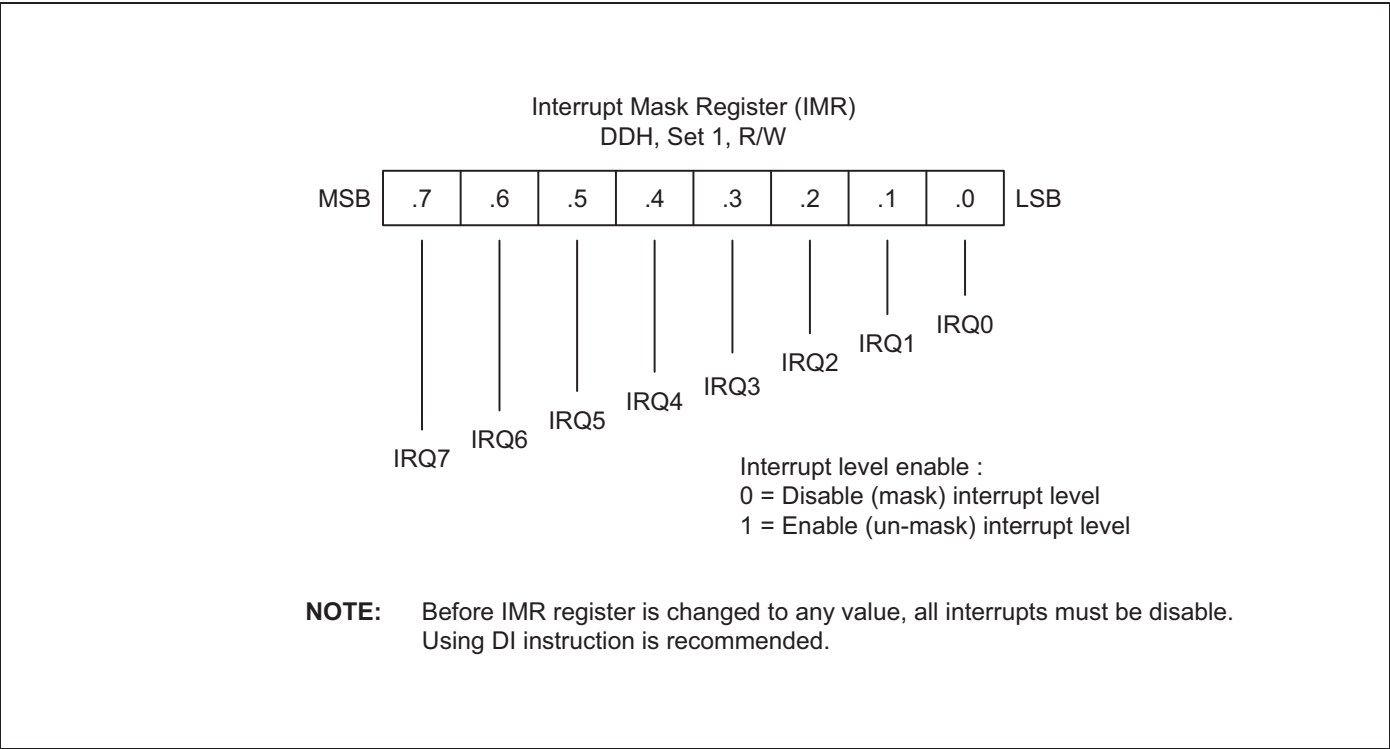 Interrupt Mask Register (IMR)
DDH, Set 1, R/W
MSB .7 .6 .5 .4 .3 .2 .1 .0 LSB
IRQ7 IRQ6 IRQ5 IRQ4 IRQ3 IRQ2 IRQ1 IRQ0
Interrupt level enable :
0 = Disable (mask) interrupt level
1 = Enable (un-mask) interrupt level
NOTE: Before IMR register is changed to any value, all interrupts must be disable.
Using DI instruction is recommended.